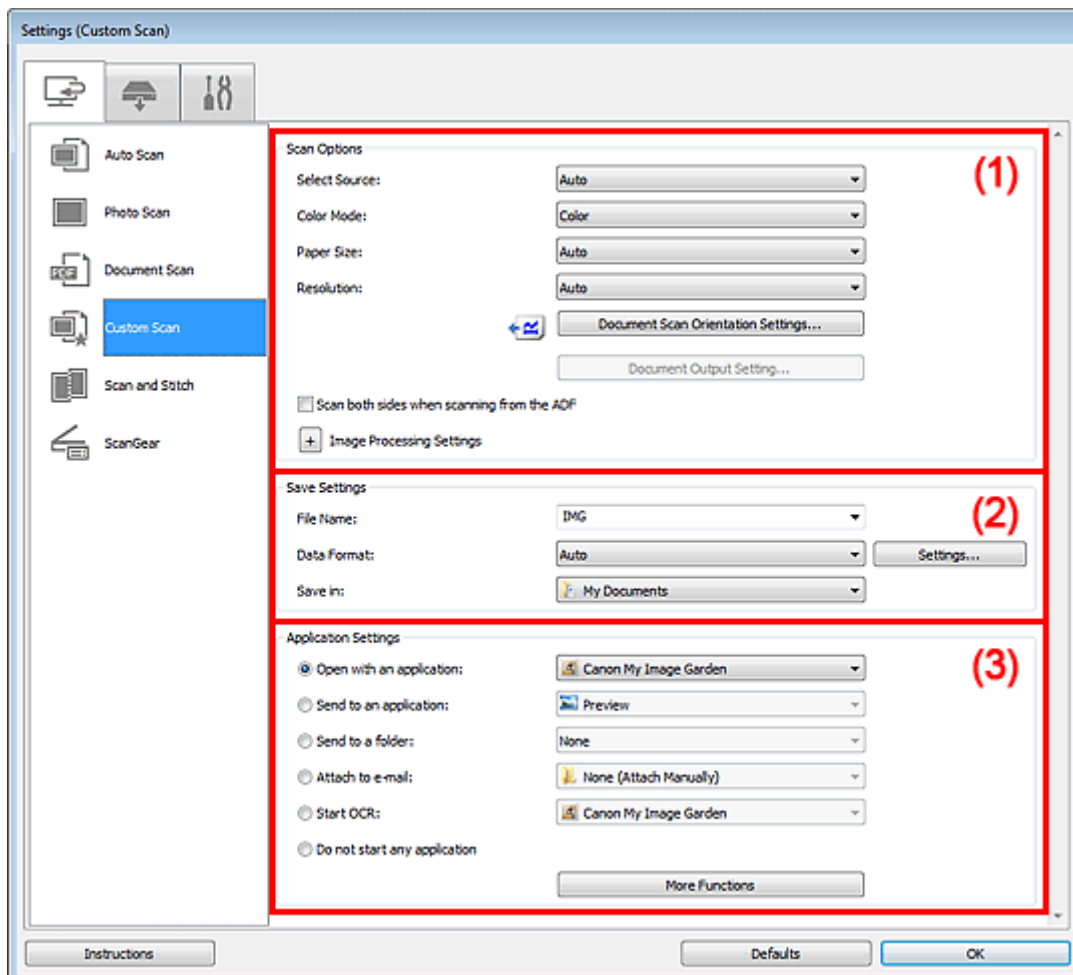 Settings (Custom Scan)
Auto Scan
Photo Scan
PDF
Document Scan
Custom Scan
Scan and Stitch
ScanGear
Scan Options
(1)
Select Source: Auto
Color Mode: Color
Paper Size: Auto
Resolution: Auto
R Document Scan Orientation Settings...
Document Output Setting...
Scan both sides when scanning from the ADF
+ Image Processing Settings
Save Settings
(2)
File Name: IMG
Data Format: Auto Settings...
Save in: My Documents
Application Settings
(3)
Open with an application: Canon My Image Garden
Send to an application: Preview
Send to a folder: None
Attach to e-mail: None (Attach Manually)
Start OCR: Canon My Image Garden
Do not start any application
More Functions
Instructions Defaults OK